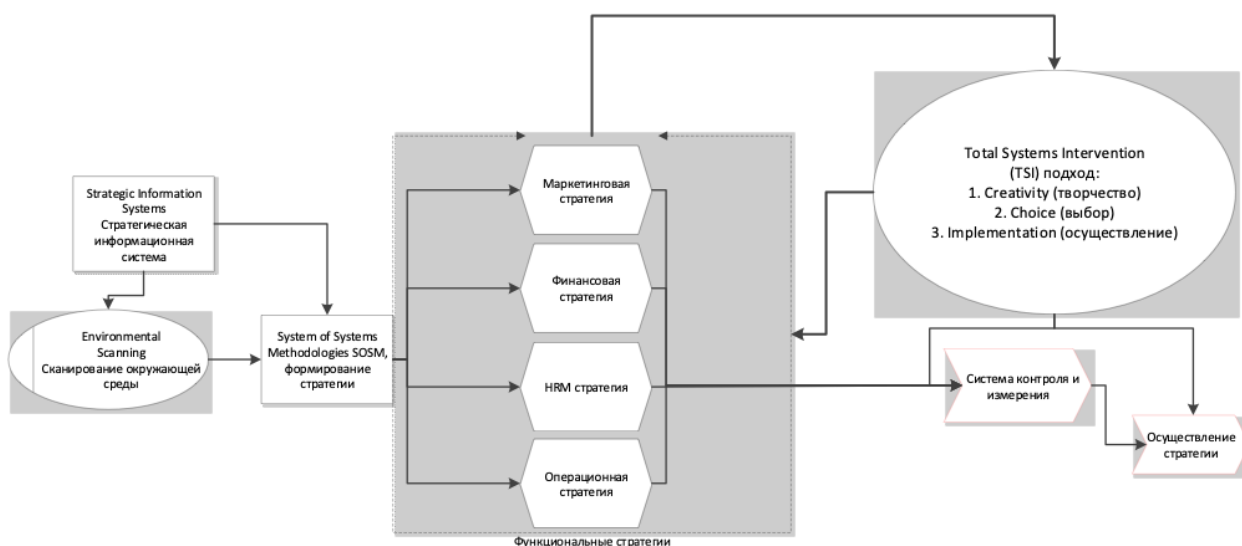 Strategic Information
Systems
Стратегическая
информационная
система
Environmental
Scanning
Сканирование окружающей
среды
System of Systems
Methodologies SOSM,
формирование
стратегии
Маркетинговая
стратегия
Финансовая
стратегия
HRM стратегия
Операционная
стратегия
Функциональные стратегии
Total Systems Intervention
(TSI) подход:
1. Creativity (творчество)
2. Choice (выбор)
3. Implementation (осуществление)
Система контроля и
измерения
Осуществление
стратегии